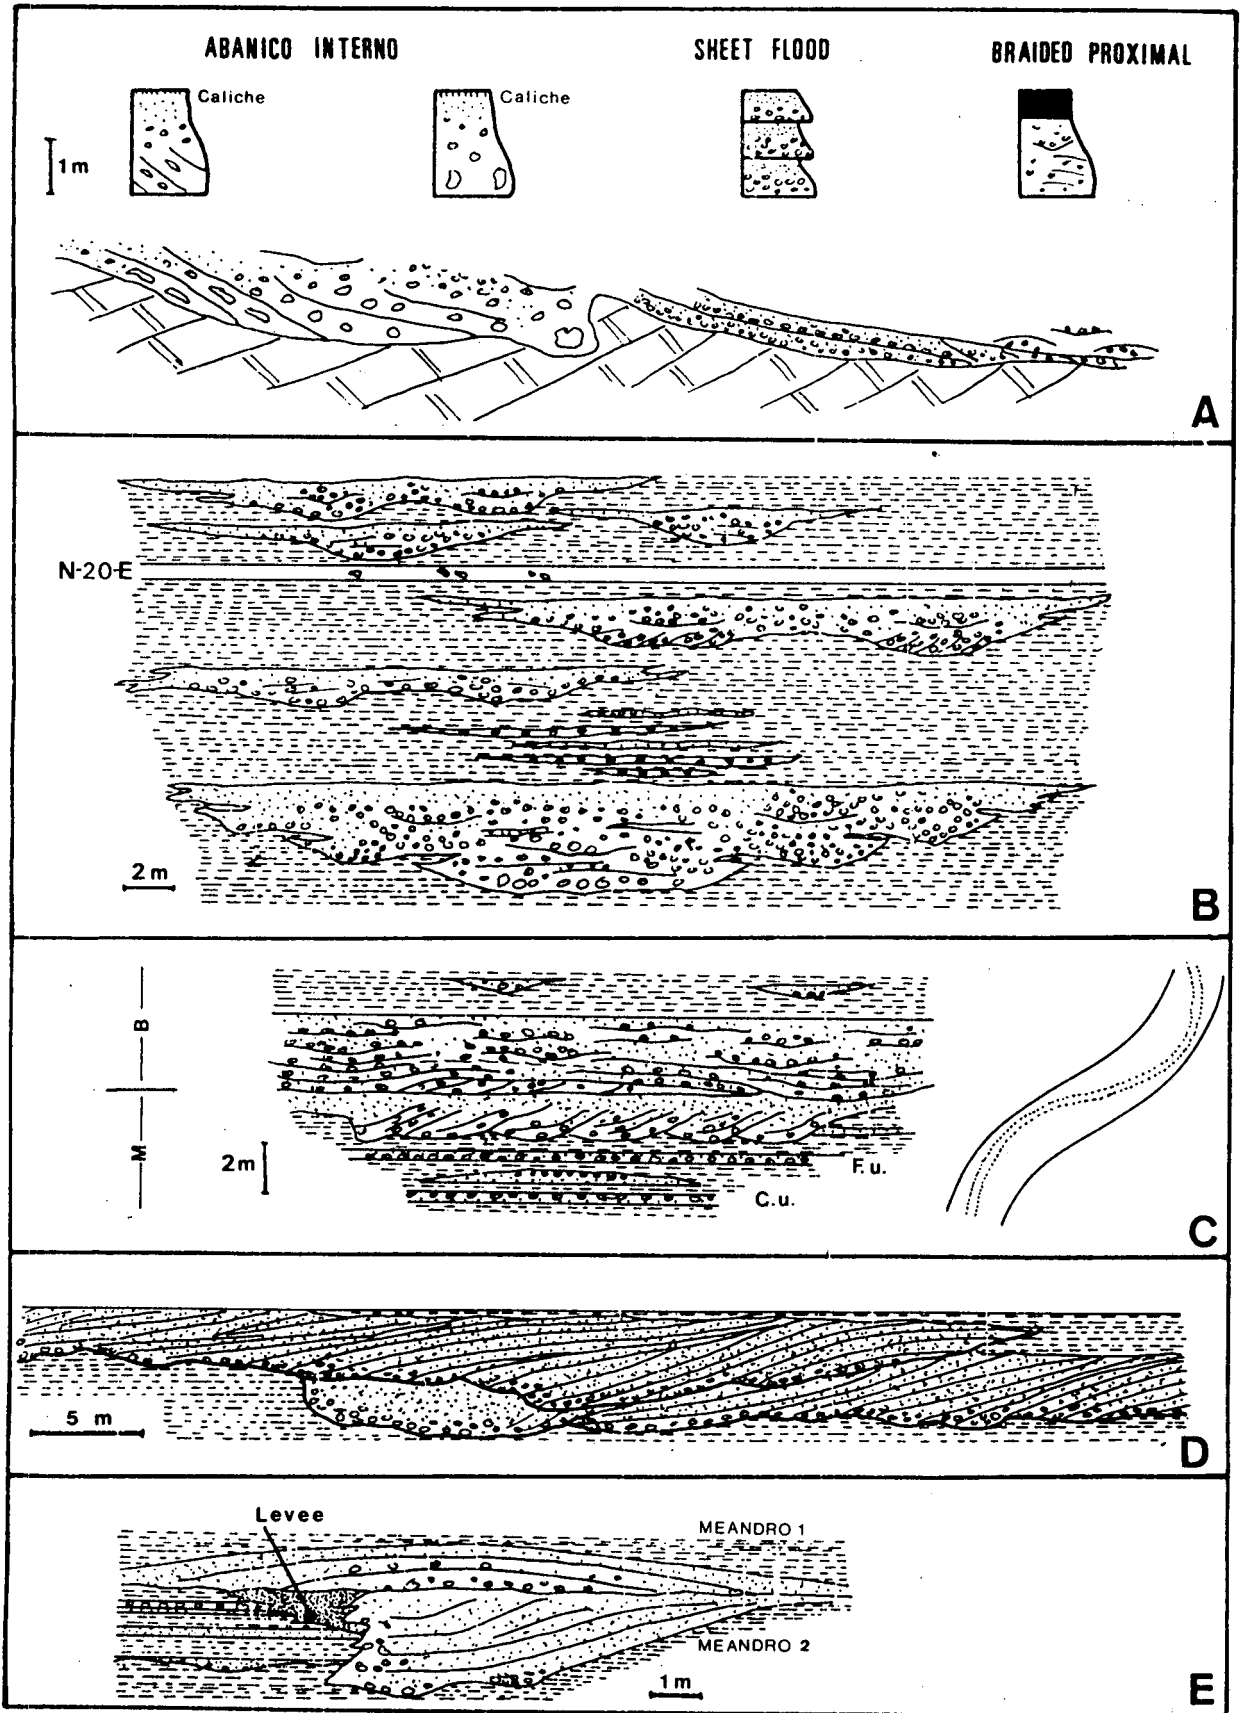 ABANICO INTERNO
SHEET FLOOD
BRAIDED PROXIMAL
Caliche
Caliche
1m
A
N-20-E
2m
B
B
M
2m
F.u.
C.u.
C
5 m
D
Levee
MEANDRO 1
MEANDRO 2
1m
E